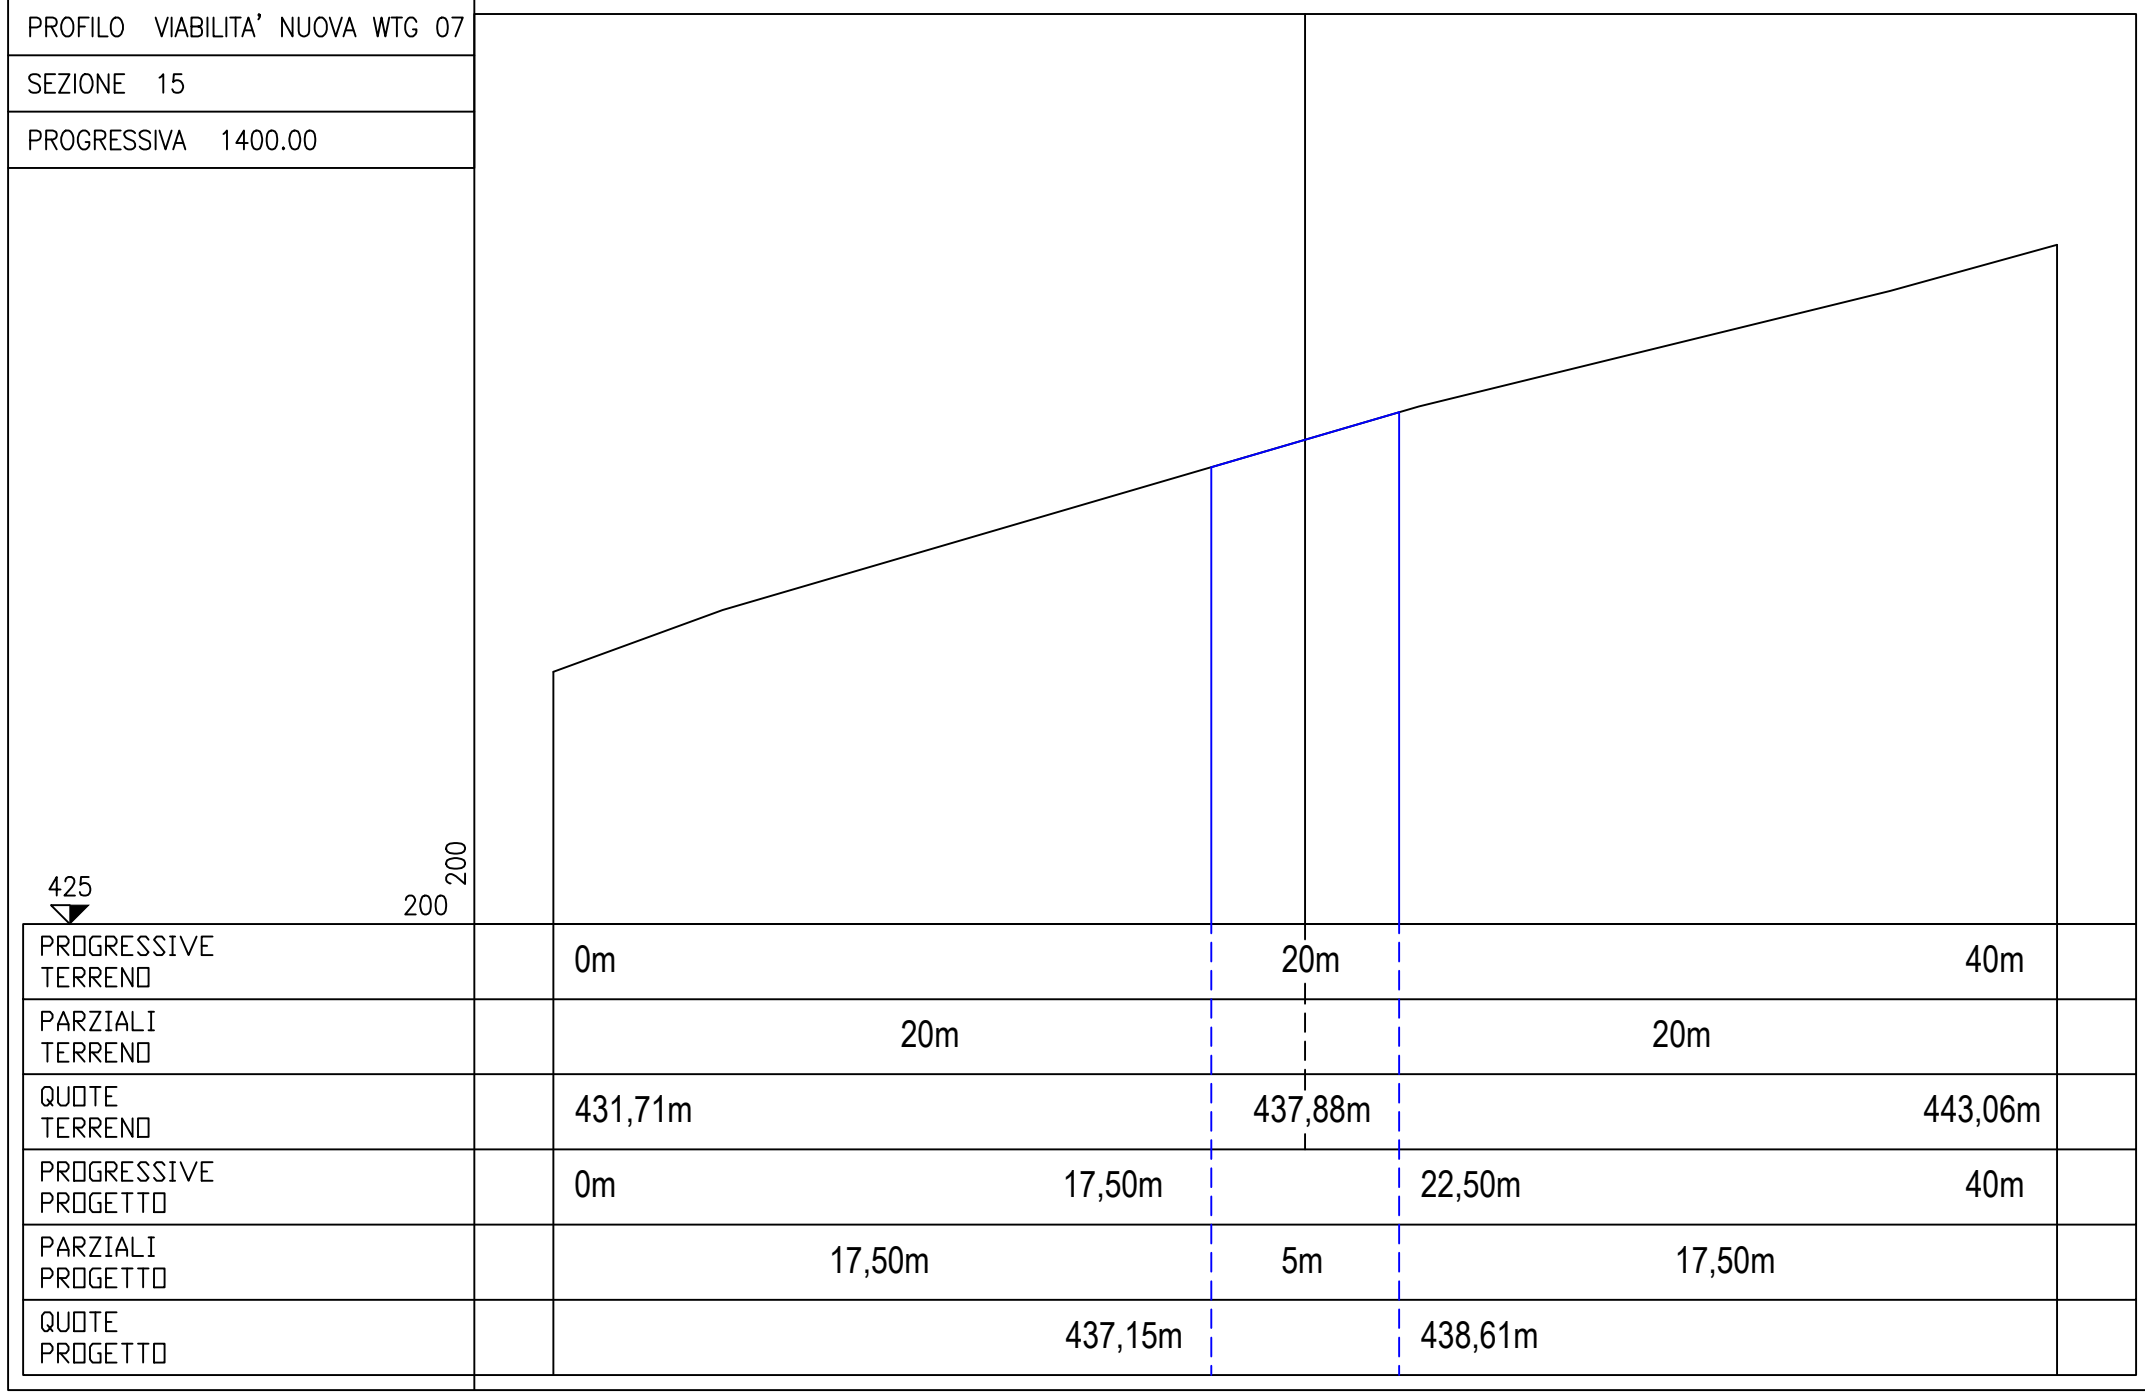 PROFILO VIABILITA' NUOVA WTG 07
SEZIONE 15
PROGRESSIVA 1400.00
200
425
200
PROGRESSIVE
TERRENO
0m 20m 40m
PARZIALI
TERRENO
20m 20m
QUOTE
TERRENO
431,71m 437,88m 443,06m
PROGRESSIVE
PROGETTO
0m 17,50m 22,50m 40m
PARZIALI
PROGETTO
17,50m 5m 17,50m
QUOTE
PROGETTO
437,15m 438,61m